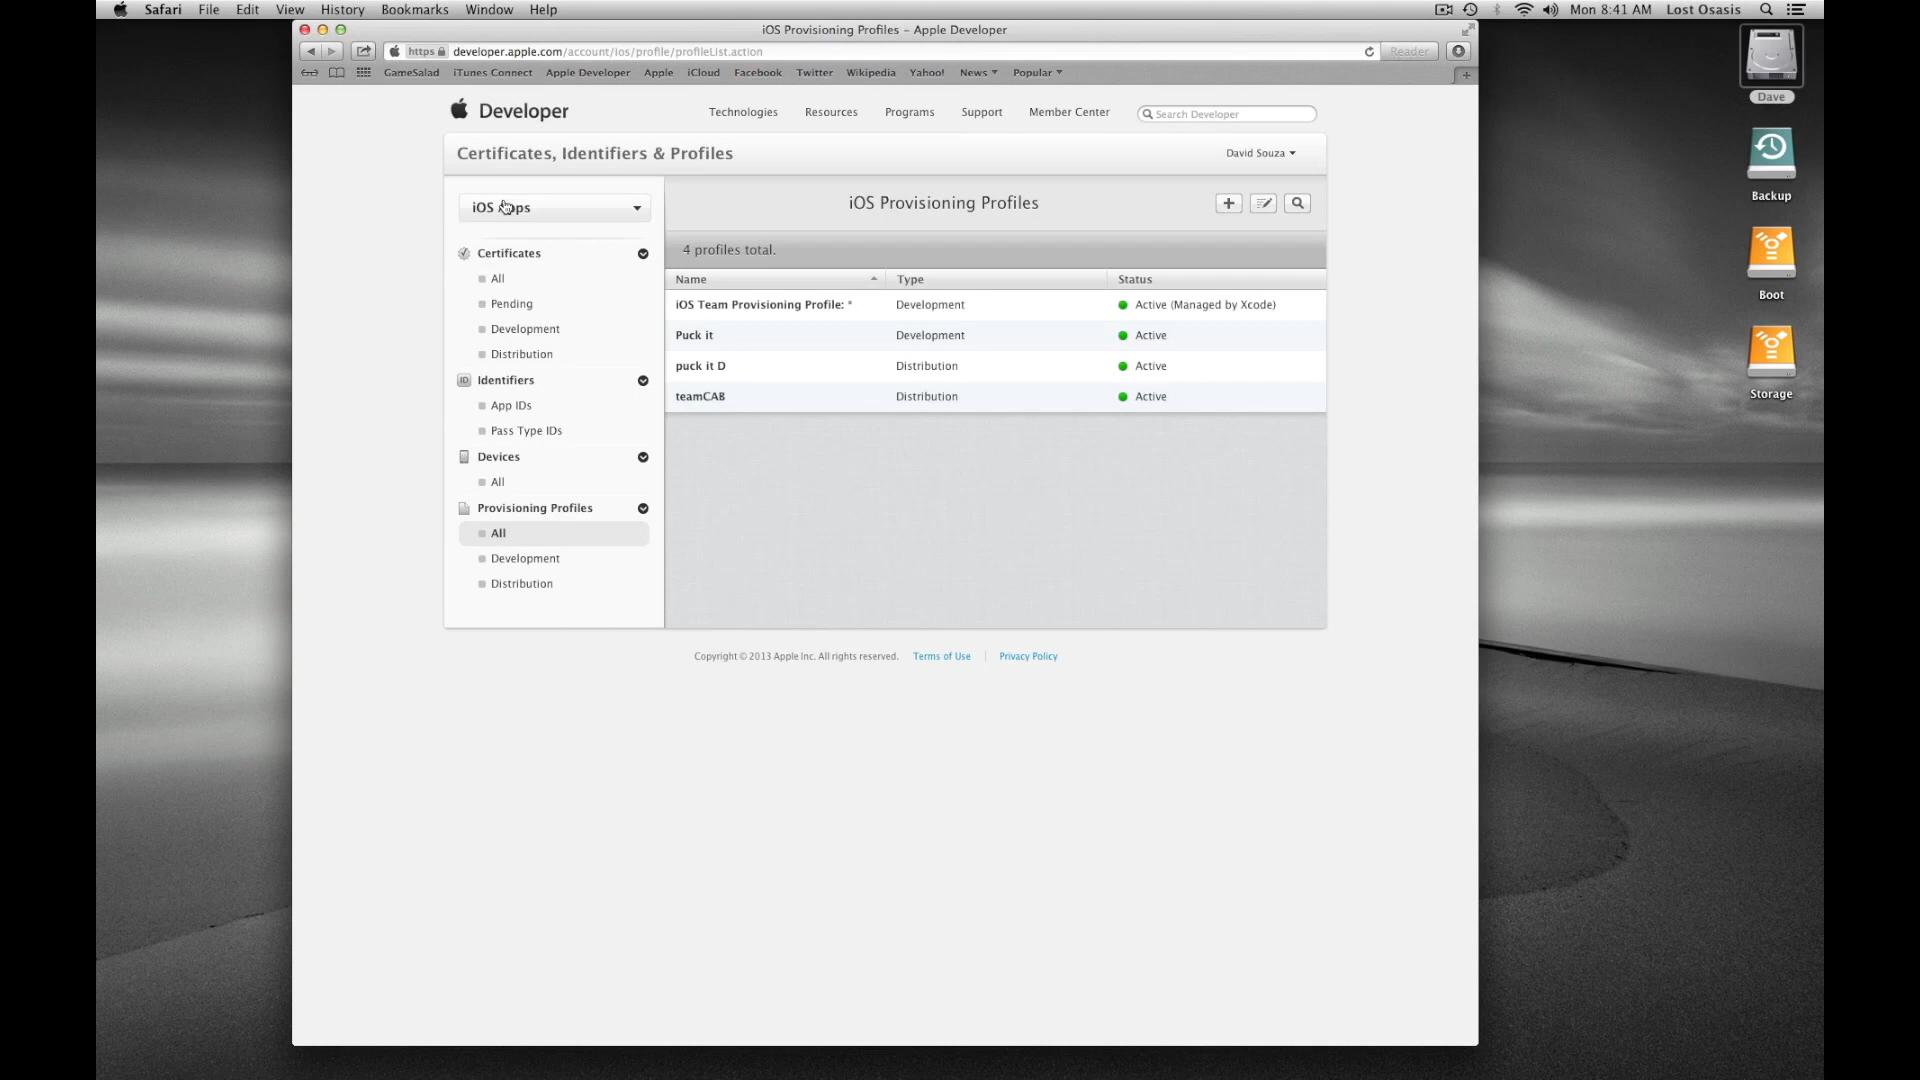 Safari File Edit View History Bookmarks Window Help Mon 8:41 AM Lost Osasis
iOS Provisioning Profiles – Apple Developer
https developer.apple.com/account/ios/profile/profileList.action Reader
GameSalad iTunes Connect Apple Developer Apple iCloud Facebook Twitter Wikipedia Yahoo! News Popular
Developer Technologies Resources Programs Support Member Center Search Developer
Certificates, Identifiers & Profiles David Souza
iOS Apps
iOS Provisioning Profiles
4 profiles total.
Name Type Status
iOS Team Provisioning Profile: * Development Active (Managed by Xcode)
Puck it Development Active
puck it D Distribution Active
teamCAB Distribution Active
Certificates
All
Pending
Development
Distribution
ID Identifiers
App IDs
Pass Type IDs
Devices
All
Provisioning Profiles
All
Development
Distribution
Copyright © 2013 Apple Inc. All rights reserved. Terms of Use Privacy Policy
Dave
Backup
Boot
Storage